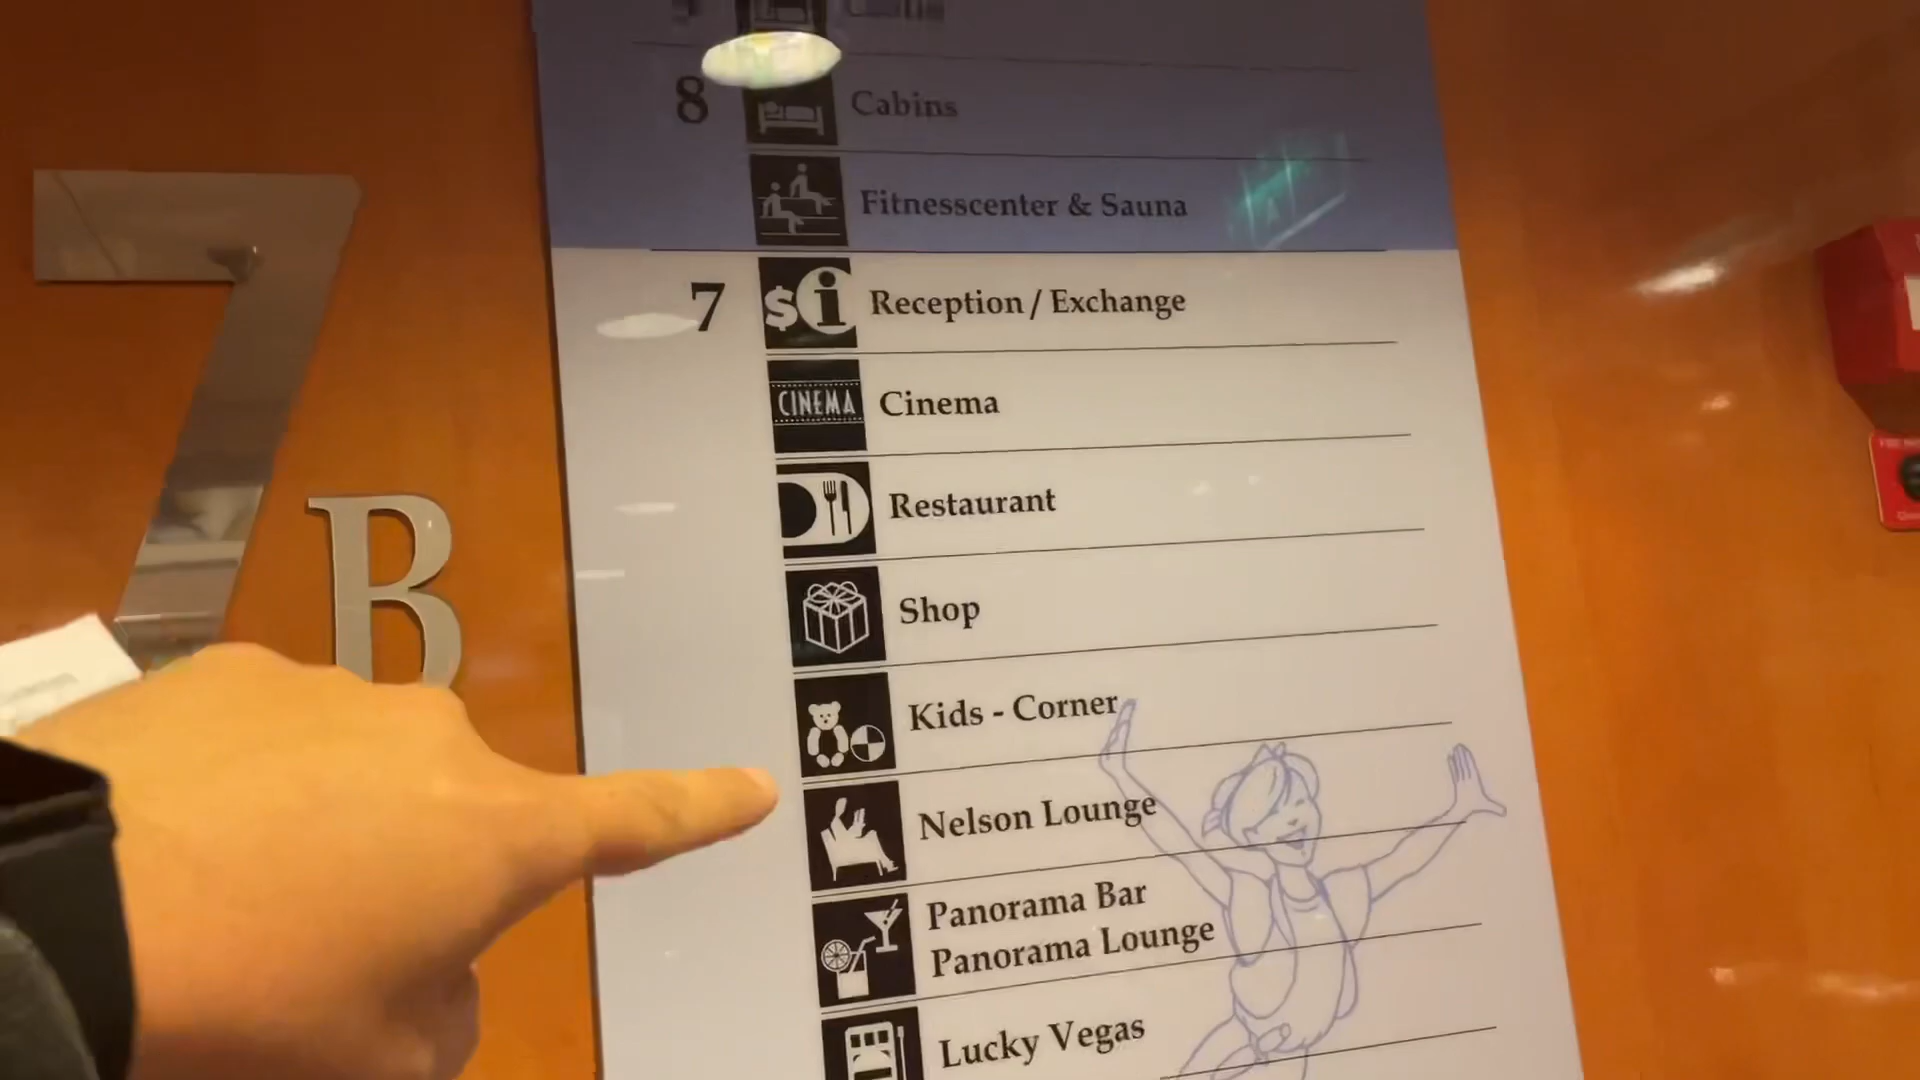 8 Cabins
Fitnesscenter & Sauna
7 $i Reception / Exchange
CINEMA Cinema
Restaurant
Shop
Kids - Corner
Nelson Lounge
Panorama Bar
Panorama Lounge
Lucky Vegas
7
B